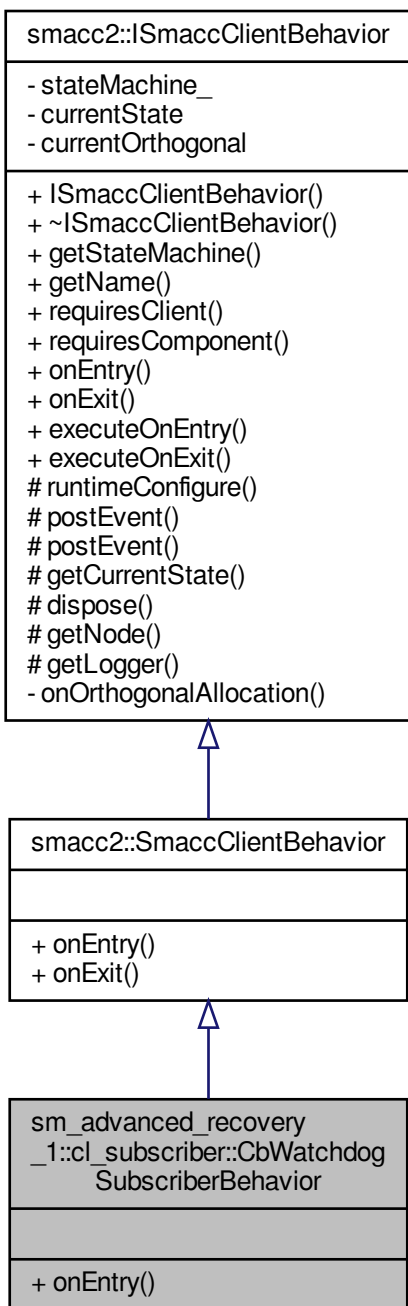 smacc2::ISmaccClientBehavior
- stateMachine_
- currentState
- currentOrthogonal
+ ISmaccClientBehavior()
+ ~ISmaccClientBehavior()
+ getStateMachine()
+ getName()
+ requiresClient()
+ requiresComponent()
+ onEntry()
+ onExit()
+ executeOnEntry()
+ executeOnExit()
# runtimeConfigure()
# postEvent()
# postEvent()
# getCurrentState()
# dispose()
# getNode()
# getLogger()
- onOrthogonalAllocation()
smacc2::SmaccClientBehavior
+ onEntry()
+ onExit()
sm_advanced_recovery
_1::cl_subscriber::CbWatchdog
SubscriberBehavior
+ onEntry()